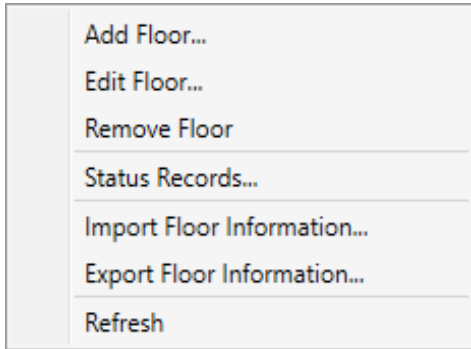 Add Floor...
Edit Floor...
Remove Floor
Status Records...
Import Floor Information...
Export Floor Information...
Refresh